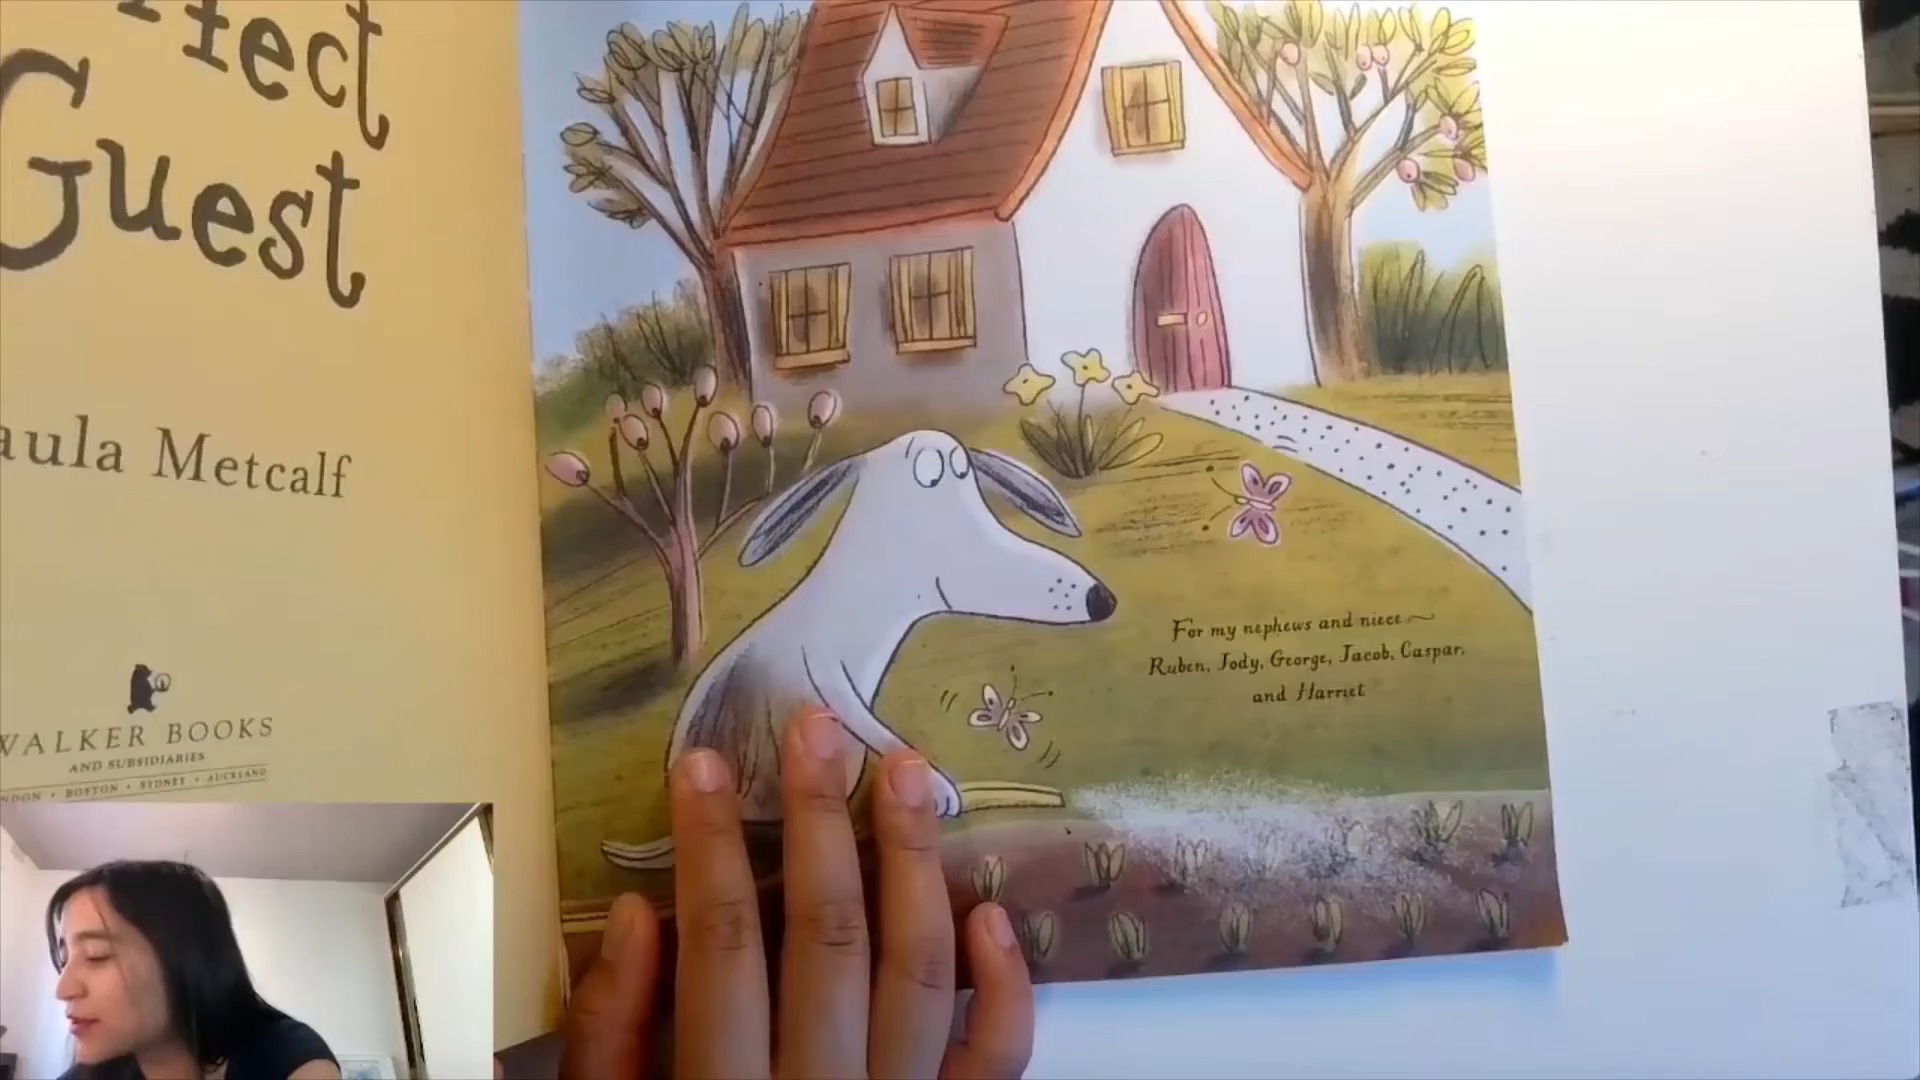 fect
Guest
aula Metcalf
WALKER BOOKS
AND SUBSIDIARIES
NDON • BOSTON • SYDNEY • AUCKLAND
For my nephews and niece ~
Ruben, Jody, George, Jacob, Caspar,
and Harriet